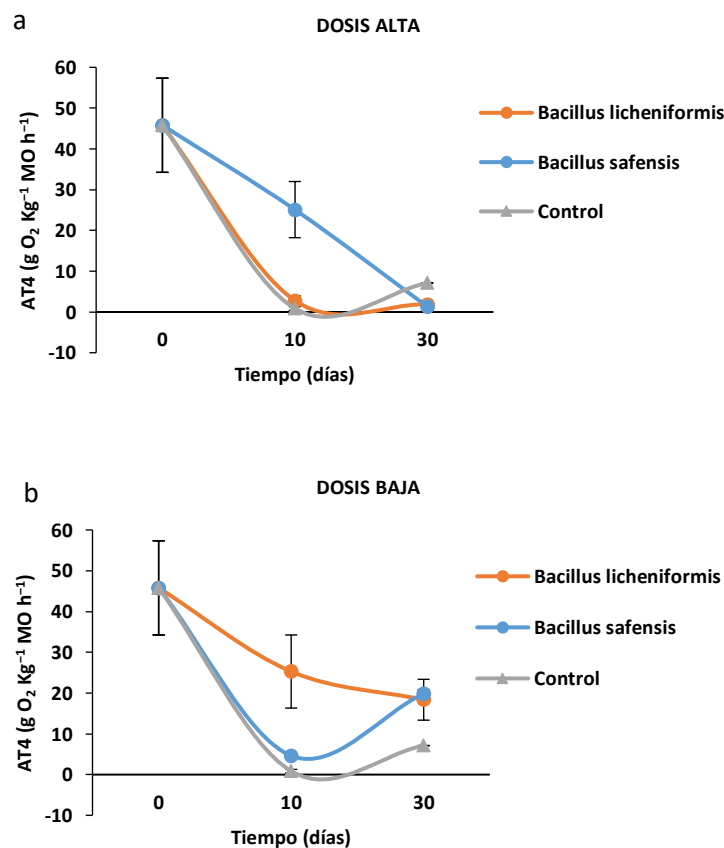 a
DOSIS ALTA
60
50
40
30
20
10
0
-10
AT4 (g O₂ Kg⁻¹ MO h⁻¹)
0 10 30
Tiempo (días)
Bacillus licheniformis
Bacillus safensis
Control
b
DOSIS BAJA
60
50
40
30
20
10
0
-10
AT4 (g O₂ Kg⁻¹ MO h⁻¹)
0 10 30
Tiempo (días)
Bacillus licheniformis
Bacillus safensis
Control